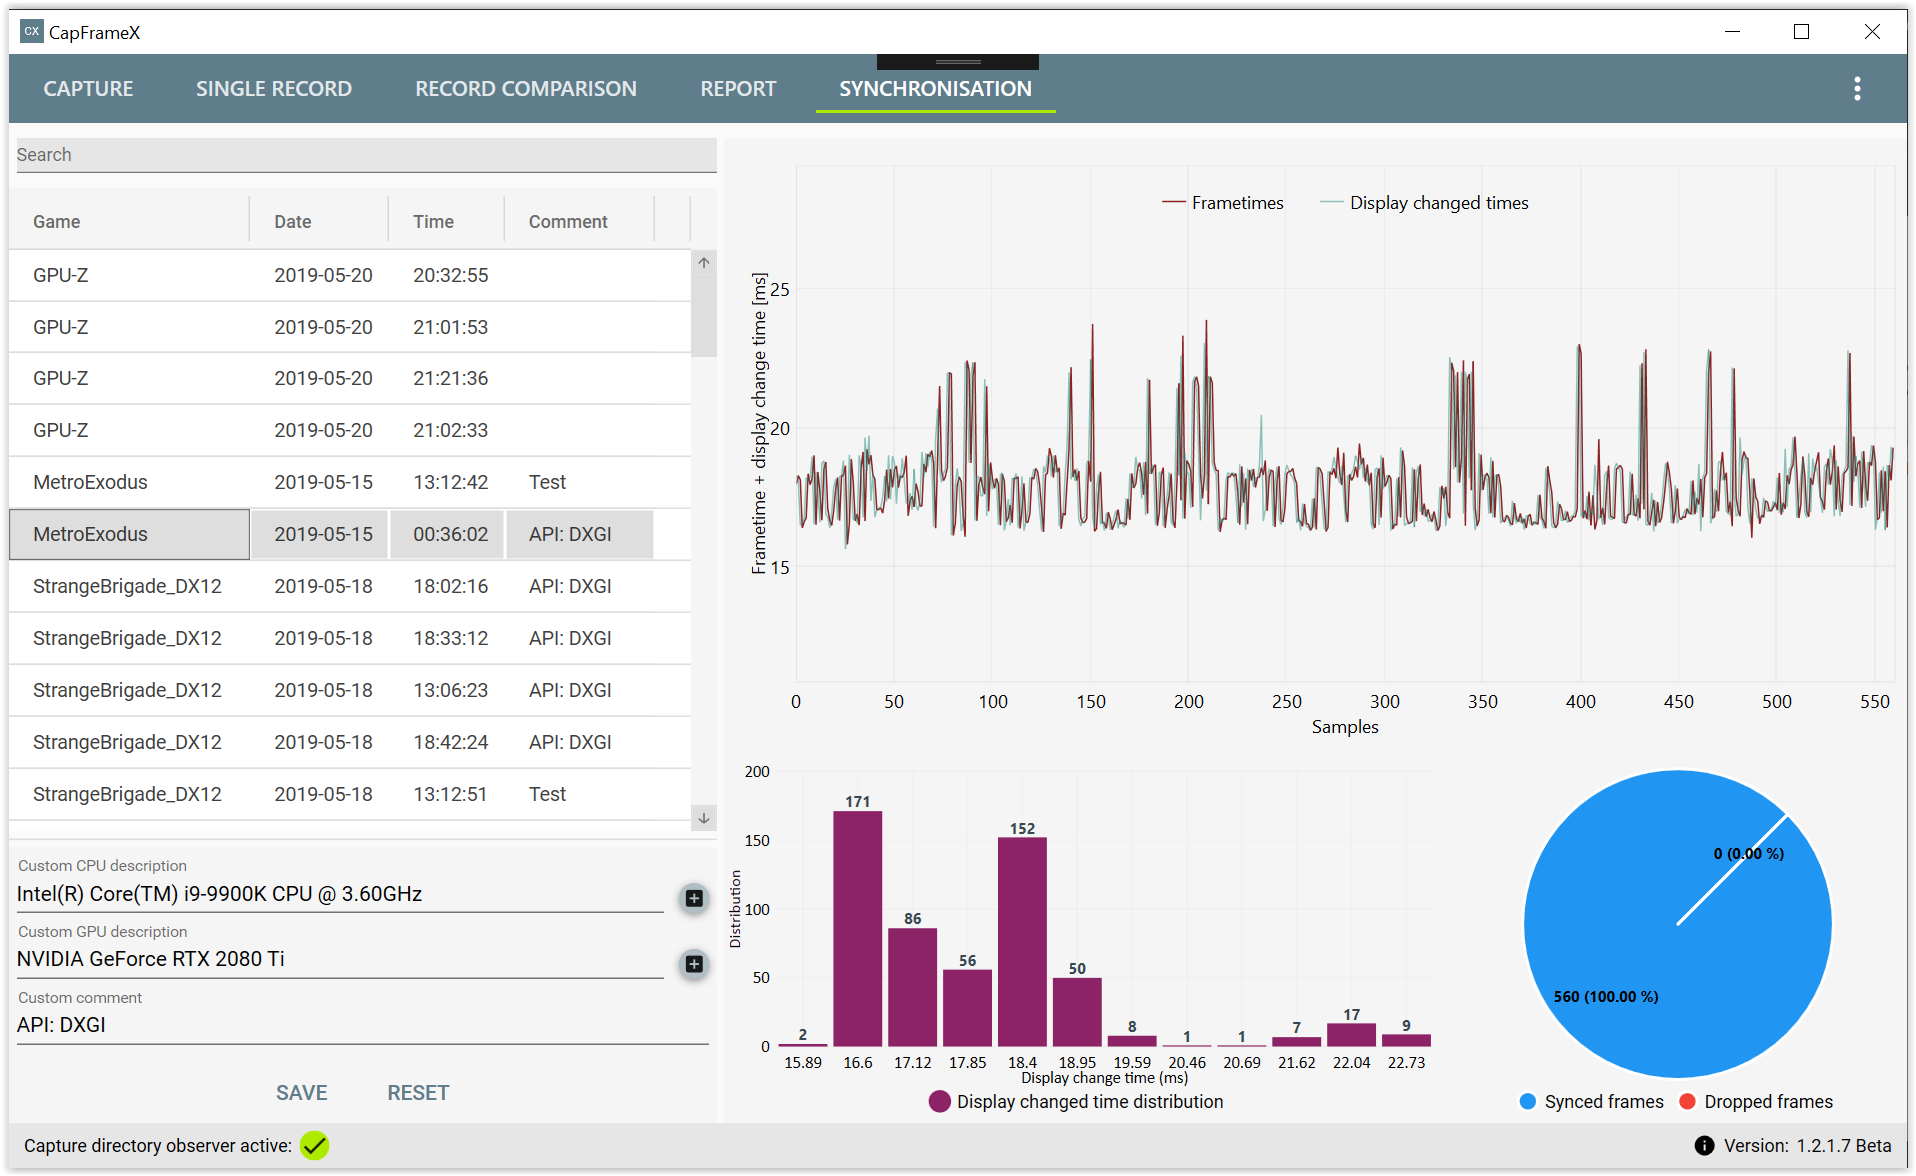 CX CapFrameX
CAPTURE SINGLE RECORD RECORD COMPARISON REPORT SYNCHRONISATION
Search
Game Date Time Comment
GPU-Z 2019-05-20 20:32:55
GPU-Z 2019-05-20 21:01:53
GPU-Z 2019-05-20 21:21:36
GPU-Z 2019-05-20 21:02:33
MetroExodus 2019-05-15 13:12:42 Test
MetroExodus 2019-05-15 00:36:02 API: DXGI
StrangeBrigade_DX12 2019-05-18 18:02:16 API: DXGI
StrangeBrigade_DX12 2019-05-18 18:33:12 API: DXGI
StrangeBrigade_DX12 2019-05-18 13:06:23 API: DXGI
StrangeBrigade_DX12 2019-05-18 18:42:24 API: DXGI
StrangeBrigade_DX12 2019-05-18 13:12:51 Test
Custom CPU description
Intel(R) Core(TM) i9-9900K CPU @ 3.60GHz
Custom GPU description
NVIDIA GeForce RTX 2080 Ti
Custom comment
API: DXGI
SAVE RESET
Frametimes Display changed times
Frametime + display change time [ms]
25
20
15
0 50 100 150 200 250 300 350 400 450 500 550
Samples
Distribution
200
150
100
50
0
2 171 86 56 152 50 8 1 1 7 17 9
15.89 16.6 17.12 17.85 18.4 18.95 19.59 20.46 20.69 21.62 22.04 22.73
Display change time (ms)
Display changed time distribution
0 (0.00 %)
560 (100.00 %)
Synced frames Dropped frames
Capture directory observer active:
Version: 1.2.1.7 Beta